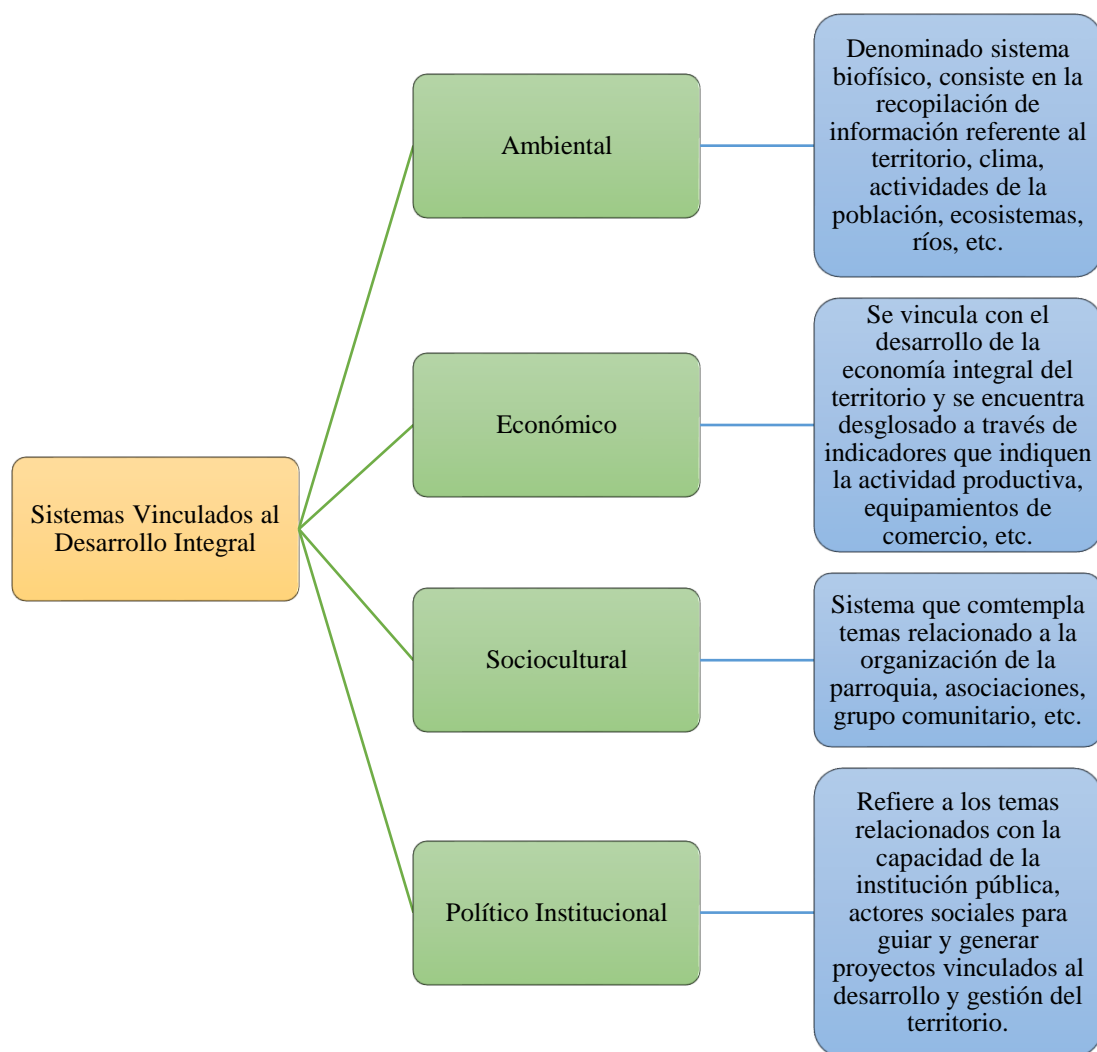 Sistemas Vinculados al
Desarrollo Integral
Ambiental
Denominado sistema
biofísico, consiste en la
recopilación de
información referente al
territorio, clima,
actividades de la
población, ecosistemas,
ríos, etc.
Económico
Se vincula con el
desarrollo de la
economía integral del
territorio y se encuentra
desglosado a través de
indicadores que indiquen
la actividad productiva,
equipamientos de
comercio, etc.
Sociocultural
Sistema que comtempla
temas relacionado a la
organización de la
parroquia, asociaciones,
grupo comunitario, etc.
Político Institucional
Refiere a los temas
relacionados con la
capacidad de la
institución pública,
actores sociales para
guiar y generar
proyectos vinculados al
desarrollo y gestión del
territorio.